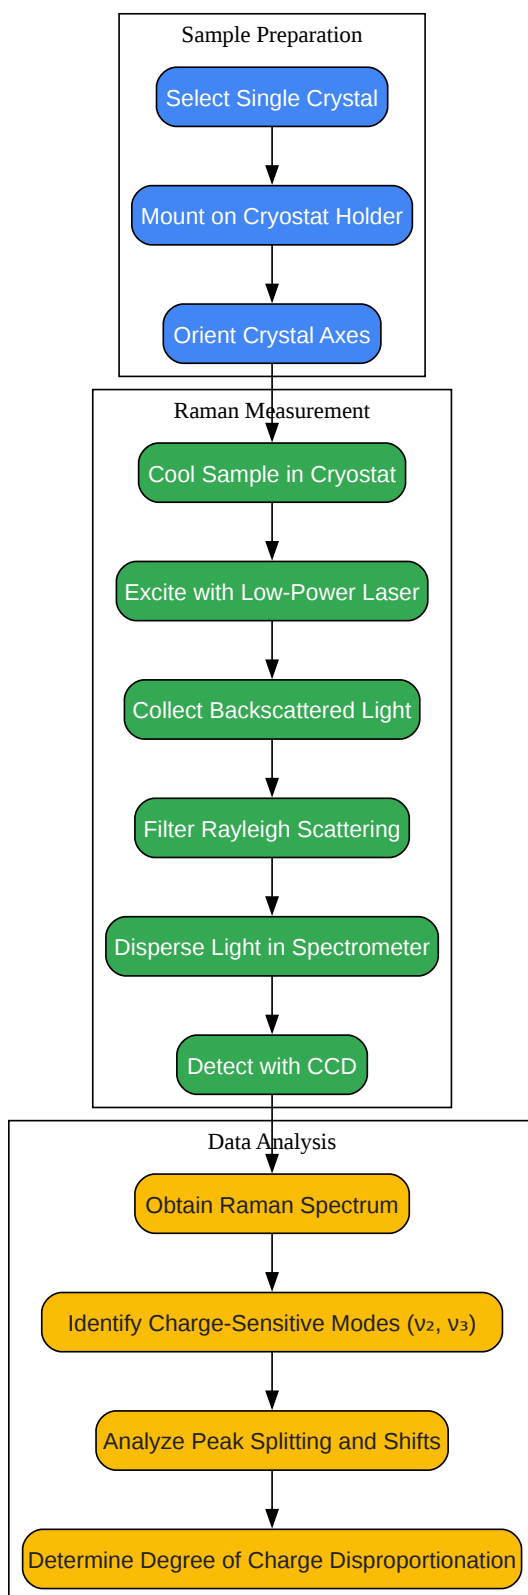 Sample Preparation
Select Single Crystal
Mount on Cryostat Holder
Orient Crystal Axes
Raman Measurement
Cool Sample in Cryostat
Excite with Low-Power Laser
Collect Backscattered Light
Filter Rayleigh Scattering
Disperse Light in Spectrometer
Detect with CCD
Data Analysis
Obtain Raman Spectrum
Identify Charge-Sensitive Modes (ν₂, ν₃)
Analyze Peak Splitting and Shifts
Determine Degree of Charge Disproportionation